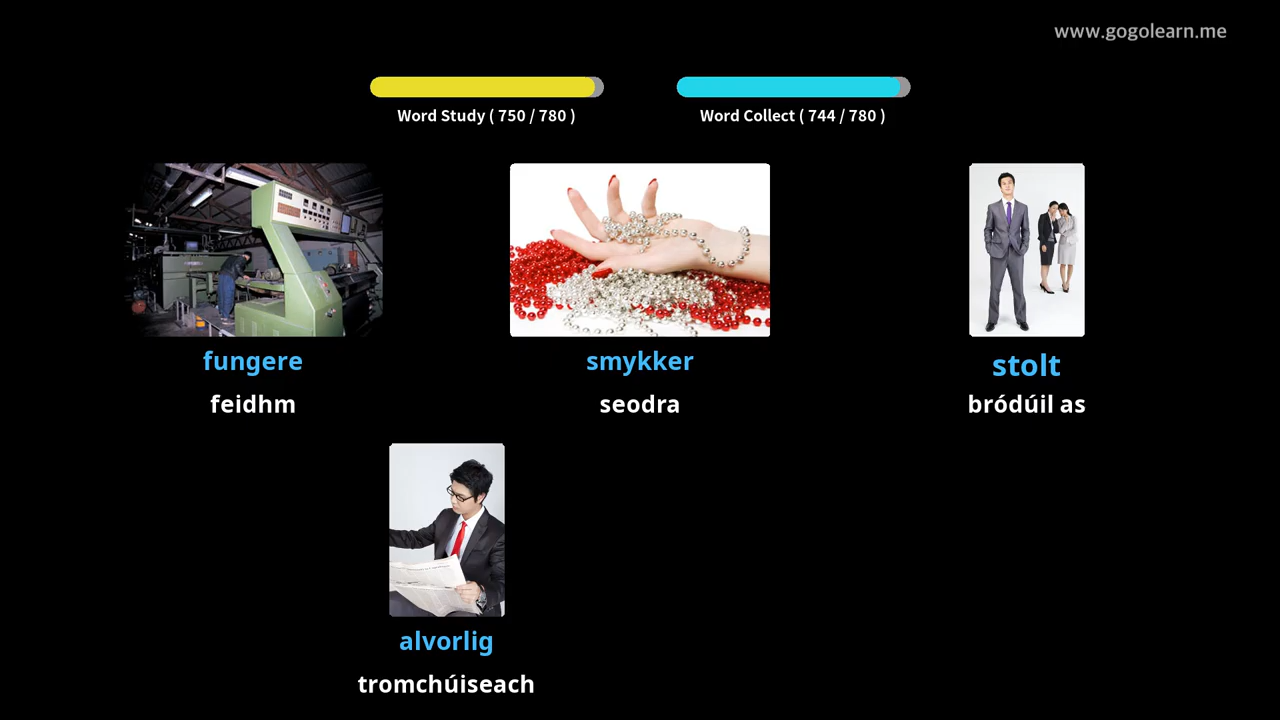 www.gogolearn.me
Word Study ( 750 / 780 )
Word Collect ( 744 / 780 )
fungere
feidhm
smykker
seodra
stolt
bródúil as
alvorlig
tromchúiseach